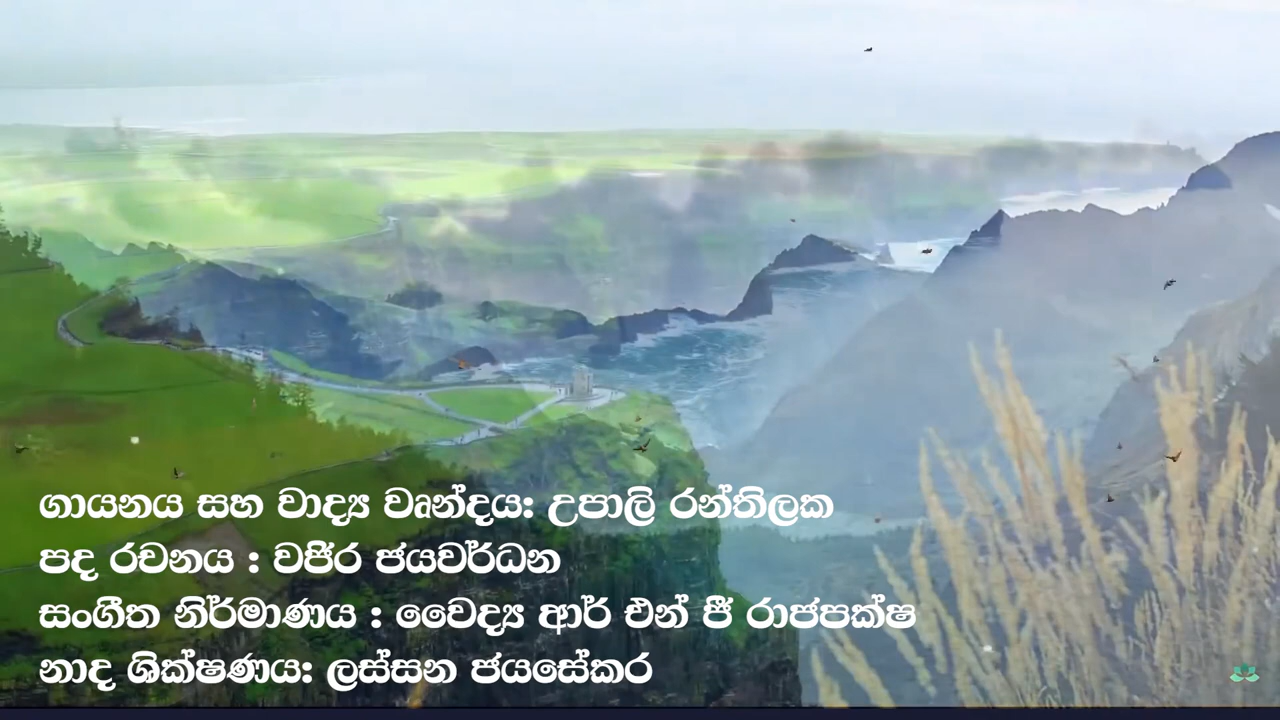 ගායනය සහ වාද්‍ය වෘන්දය: උපාලි රන්තිලක
පද රචනය : වජිර ජයවර්ධන
සංගීත නිර්මාණය : වෛද්‍ය ආර් එන් ජී රාජපක්ෂ
නාද ශික්ෂණය: ලස්සන ජයසේකර